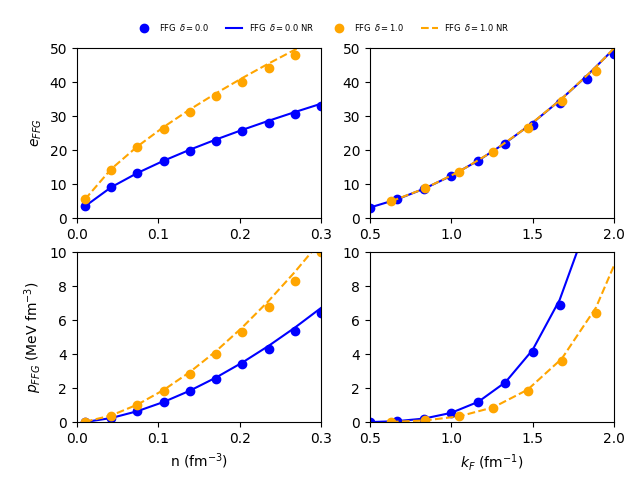 FFG δ = 0.0 FFG δ = 0.0 NR FFG δ = 1.0 FFG δ = 1.0 NR
50 50
40 40
e_FFG
30 30
20 20
10 10
0 0
0.0 0.1 0.2 0.3 0.5 1.0 1.5 2.0
10 10
8 8
6 6
p_FFG (MeV fm⁻³)
4 4
2 2
0 0
0.0 0.1 0.2 0.3 0.5 1.0 1.5 2.0
n (fm⁻³) k_F (fm⁻¹)